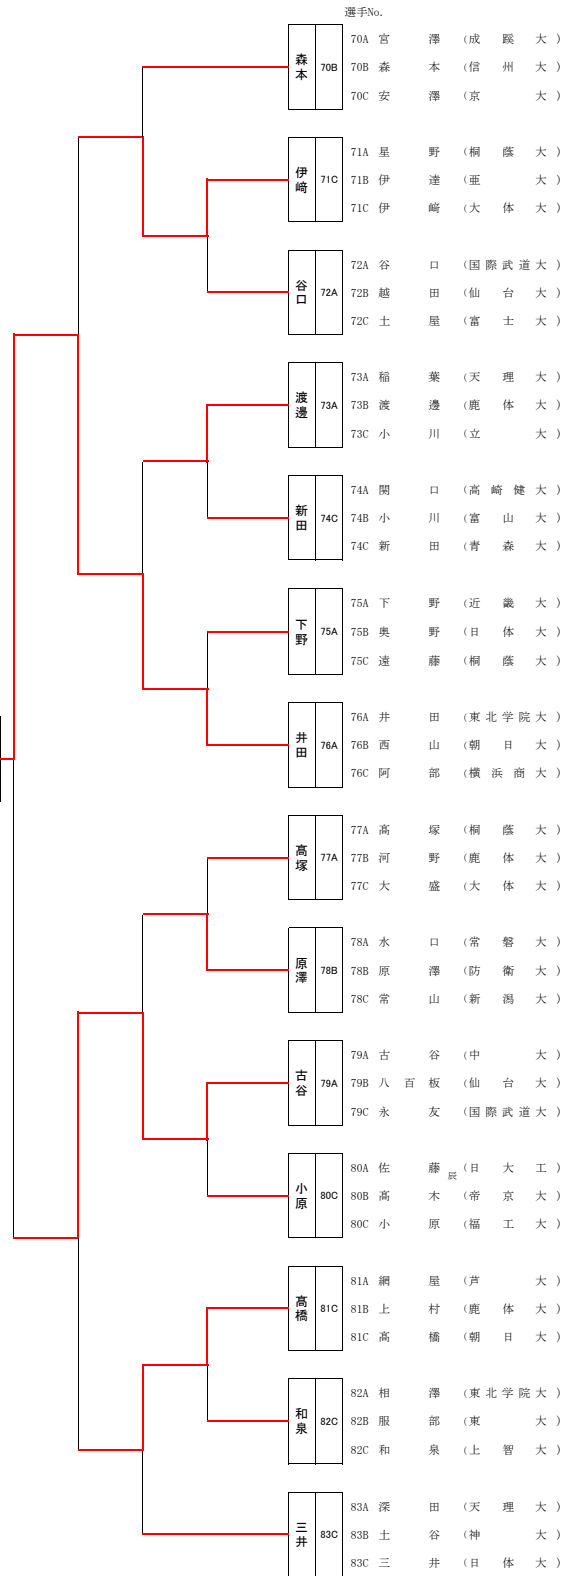 選手No.
70A 宮澤 (成蹊大)
森本 70B 70B 森本 (信州大)
70C 安澤 (京大)
71A 星野 (桐蔭大)
伊﨑 71C 71B 伊達 (亜大)
71C 伊﨑 (大体大)
72A 谷口 (国際武道大)
谷口 72A 72B 越田 (仙台大)
72C 土屋 (富士大)
73A 稲葉 (天理大)
渡邊 73A 73B 渡邊 (鹿体大)
73C 小川 (立大)
74A 関口 (高崎健大)
新田 74C 74B 小川 (富山大)
74C 新田 (青森大)
75A 下野 (近畿大)
下野 75A 75B 奥野 (日体大)
75C 遠藤 (桐蔭大)
76A 井田 (東北学院大)
井田 76A 76B 西山 (朝日大)
76C 阿部 (横浜商大)
77A 髙塚 (桐蔭大)
髙塚 77A 77B 河野 (鹿体大)
77C 大盛 (大体大)
78A 水口 (常磐大)
原澤 78B 78B 原澤 (防衛大)
78C 常山 (新潟大)
79A 古谷 (中大)
古谷 79A 79B 八百板 (仙台大)
79C 永友 (国際武道大)
80A 佐藤辰 (日大工)
小原 80C 80B 髙木 (帝京大)
80C 小原 (福工大)
81A 網屋 (芦大)
髙橋 81C 81B 上村 (鹿体大)
81C 髙橋 (朝日大)
82A 相澤 (東北学院大)
和泉 82C 82B 服部 (東大)
82C 和泉 (上智大)
83A 深田 (天理大)
三井 83C 83B 土谷 (神大)
83C 三井 (日体大)